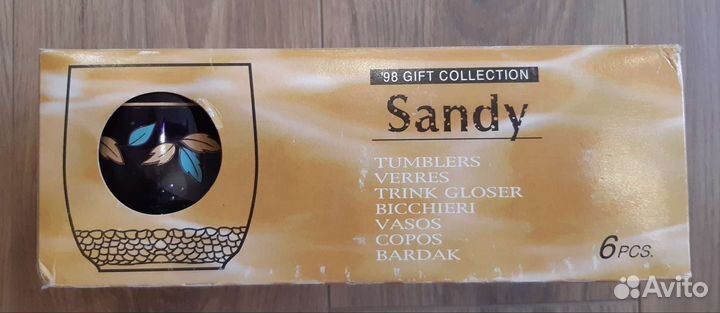 '98 GIFT COLLECTION
Sandy
TUMBLERS
VERRES
TRINK GLOSER
BICCHIERI
VASOS
COPOS
BARDAK
6 PCS.
Avito